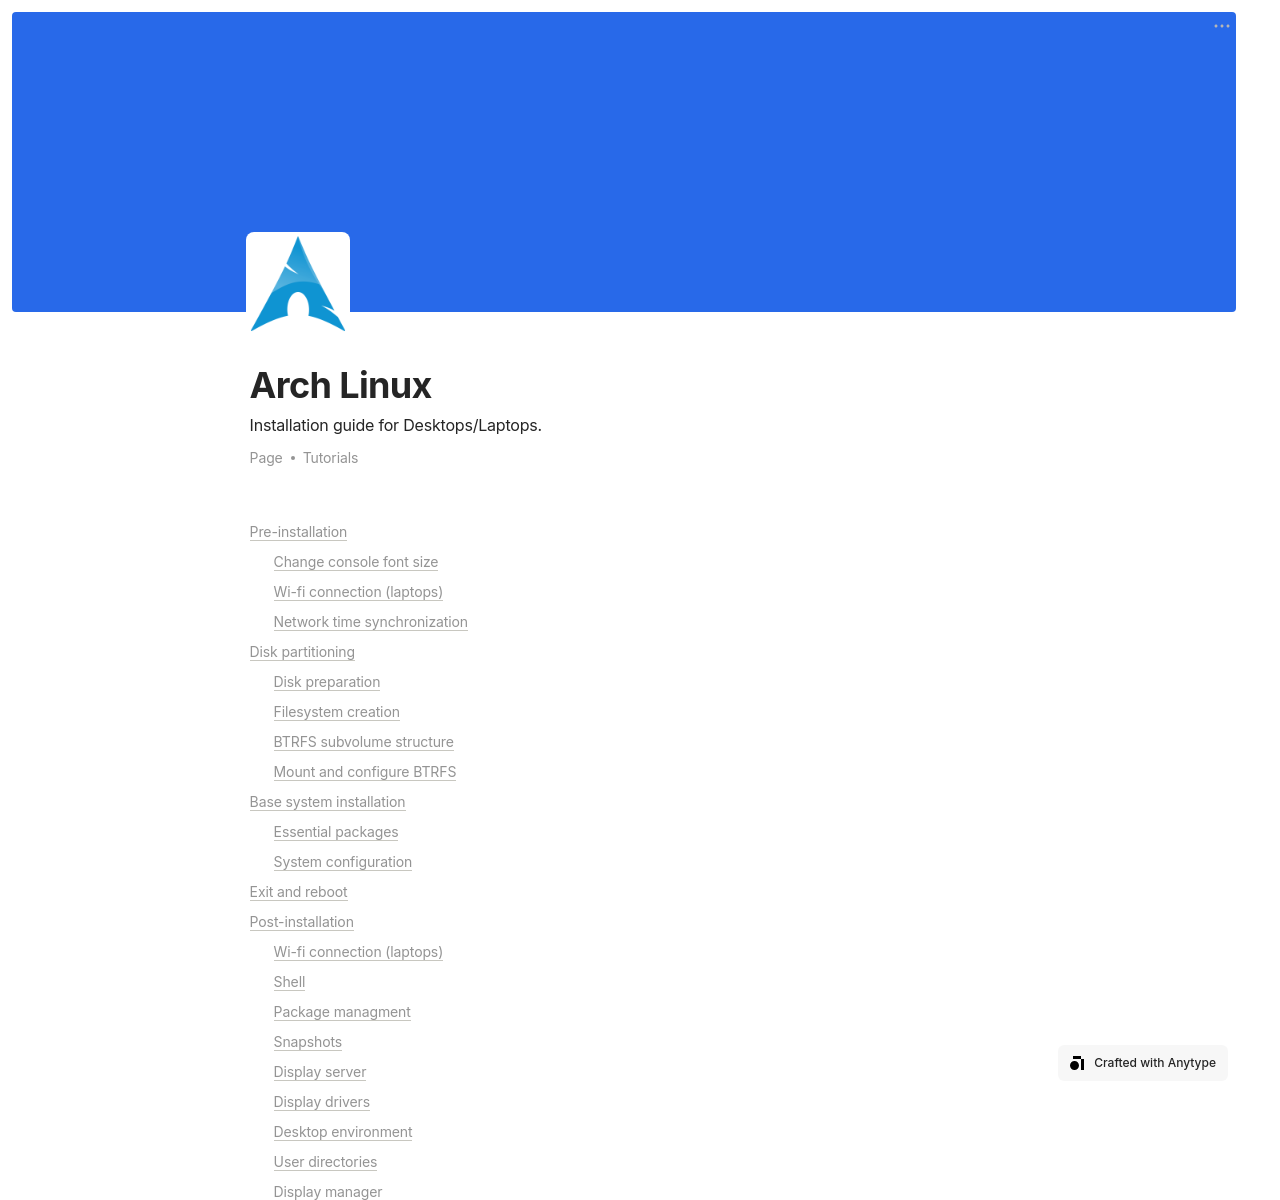 Arch Linux
Installation guide for Desktops/Laptops.
Page • Tutorials
Pre-installation
Change console font size
Wi-fi connection (laptops)
Network time synchronization
Disk partitioning
Disk preparation
Filesystem creation
BTRFS subvolume structure
Mount and configure BTRFS
Base system installation
Essential packages
System configuration
Exit and reboot
Post-installation
Wi-fi connection (laptops)
Shell
Package managment
Snapshots
Display server
Display drivers
Desktop environment
User directories
Display manager
Crafted with Anytype